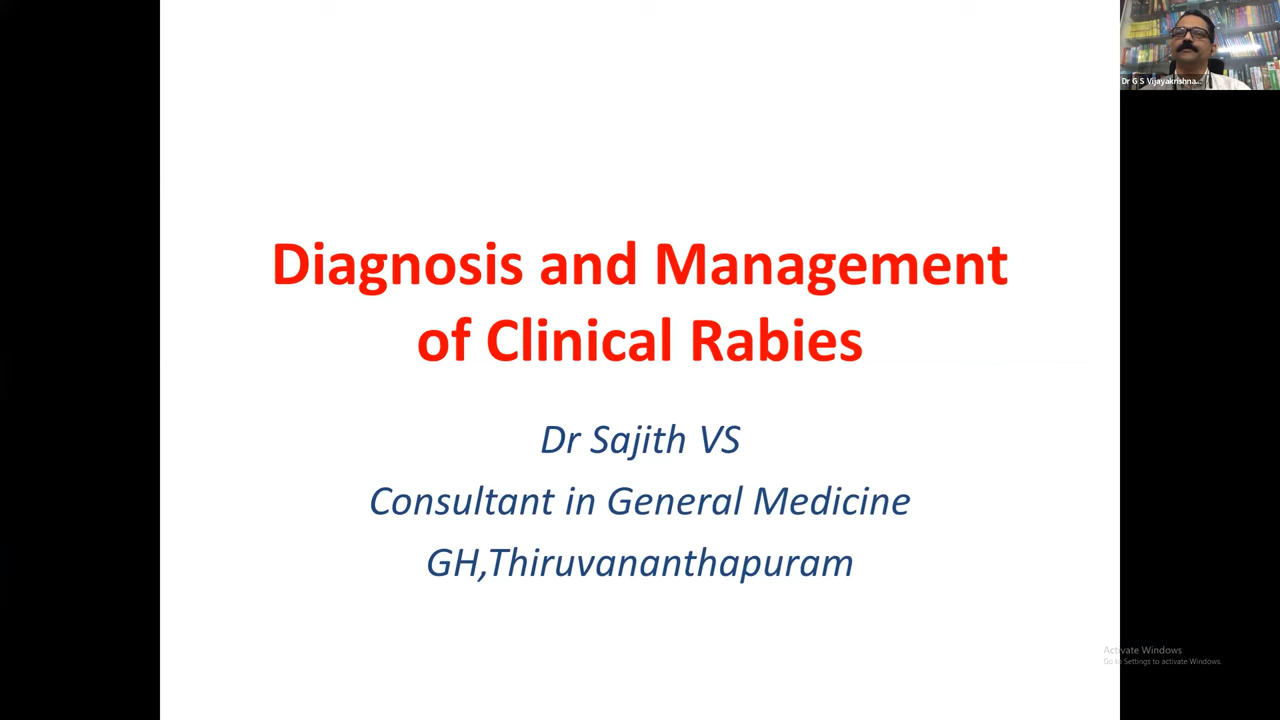 Diagnosis and Management
of Clinical Rabies
Dr Sajith VS
Consultant in General Medicine
GH,Thiruvananthapuram
Dr G S Vijayakrishna...
Activate Windows
Go to Settings to activate Windows.